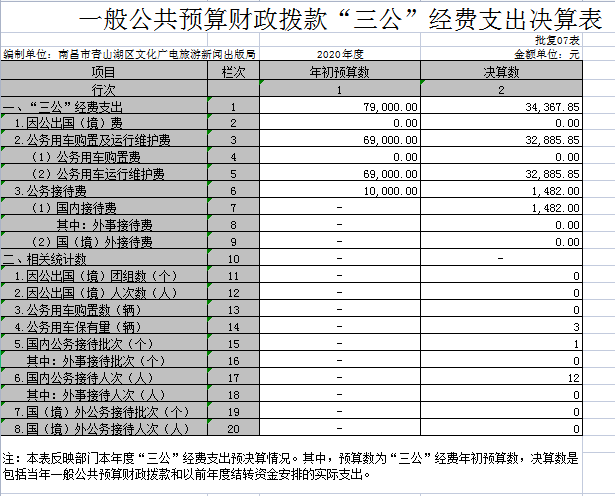 一般公共预算财政拨款“三公”经费支出决算表
批复07表
编制单位：南昌市青山湖区文化广电旅游新闻出版局 2020年度 金额单位：元
项目 栏次 年初预算数 决算数
行次 1 2
一、“三公”经费支出 1 79,000.00 34,367.85
1.因公出国（境）费 2 0.00 0.00
2.公务用车购置及运行维护费 3 69,000.00 32,885.85
（1）公务用车购置费 4 0.00 0.00
（2）公务用车运行维护费 5 69,000.00 32,885.85
3.公务接待费 6 10,000.00 1,482.00
（1）国内接待费 7 - 1,482.00
其中：外事接待费 8 - 0.00
（2）国（境）外接待费 9 - 0.00
二、相关统计数 10 - -
1.因公出国（境）团组数（个） 11 - 0
2.因公出国（境）人次数（人） 12 - 0
3.公务用车购置数（辆） 13 - 0
4.公务用车保有量（辆） 14 - 3
5.国内公务接待批次（个） 15 - 1
其中：外事接待批次（个） 16 - 0
6.国内公务接待人次（人） 17 - 12
其中：外事接待人次（人） 18 - 0
7.国（境）外公务接待批次（个） 19 - 0
8.国（境）外公务接待人次（人） 20 - 0
注：本表反映部门本年度“三公”经费支出预决算情况。其中，预算数为“三公”经费年初预算数，决算数是
包括当年一般公共预算财政拨款和以前年度结转资金安排的实际支出。